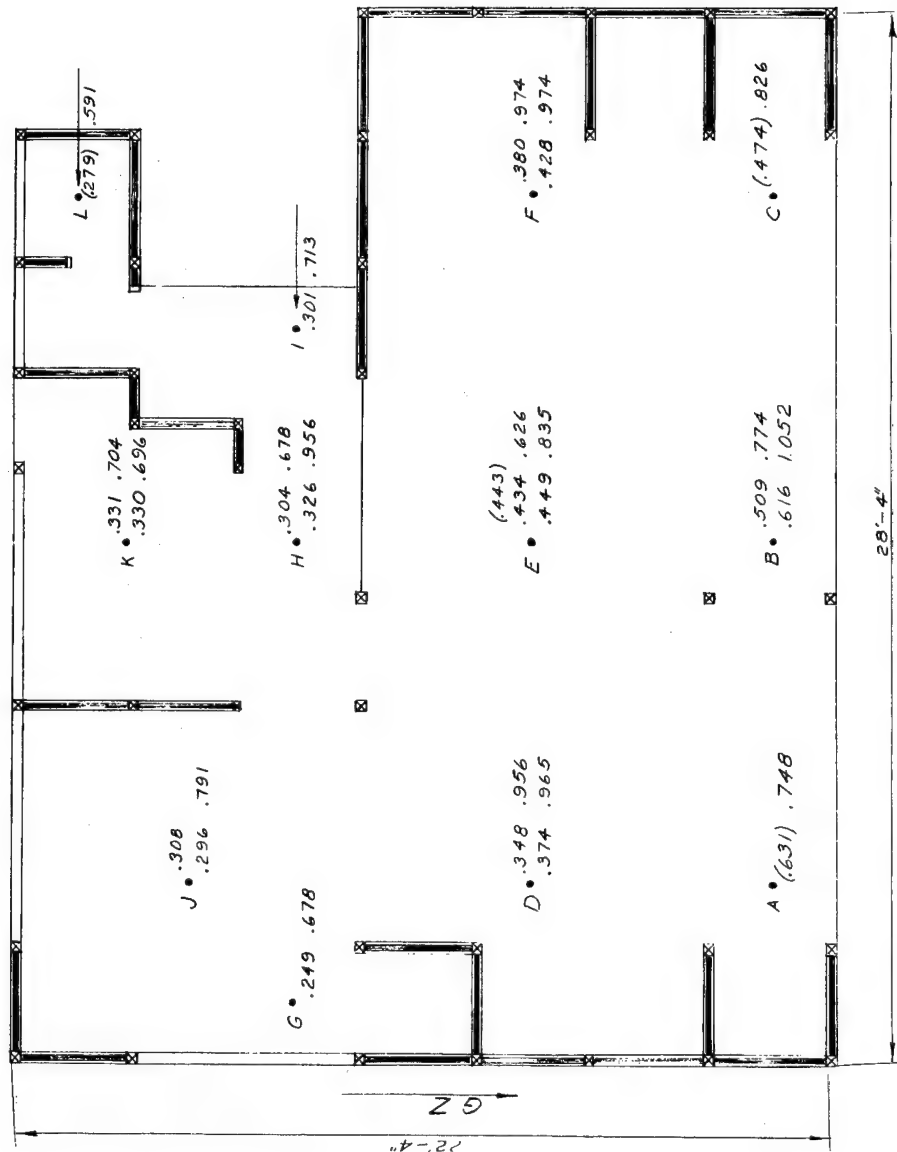 L
(.279) .591
I
.301 .713
K
.331 .704
.330 .696
H
.304 .678
.326 .956
F
.380 .974
.428 .974
C
(.474) .826
E
(.443)
.434 .626
.449 .835
B
.509 .774
.616 1.052
J
.308
.296 .791
G
.249 .678
D
.348 .956
.374 .965
A
(.631) .748
28'-4"
GZ
22'-4"